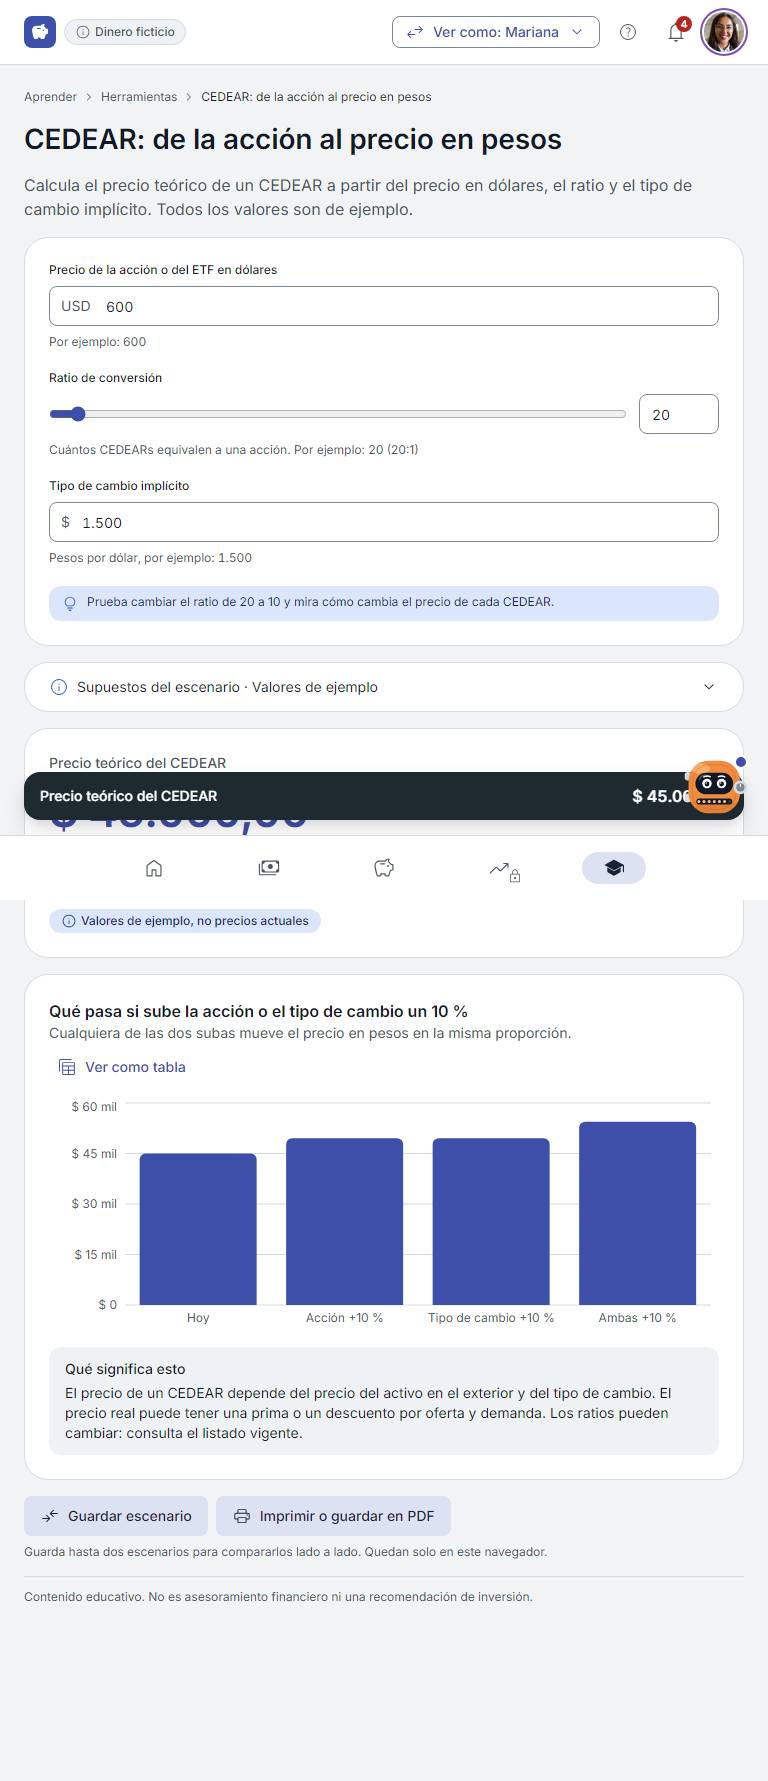 Dinero ficticio
Ver como: Mariana
4
Aprender > Herramientas > CEDEAR: de la acción al precio en pesos
CEDEAR: de la acción al precio en pesos
Calcula el precio teórico de un CEDEAR a partir del precio en dólares, el ratio y el tipo de
cambio implícito. Todos los valores son de ejemplo.
Precio de la acción o del ETF en dólares
USD 600
Por ejemplo: 600
Ratio de conversión
20
Cuántos CEDEARs equivalen a una acción. Por ejemplo: 20 (20:1)
Tipo de cambio implícito
$ 1.500
Pesos por dólar, por ejemplo: 1.500
Prueba cambiar el ratio de 20 a 10 y mira cómo cambia el precio de cada CEDEAR.
Supuestos del escenario · Valores de ejemplo
Precio teórico del CEDEAR
Precio teórico del CEDEAR
Valores de ejemplo, no precios actuales
Qué pasa si sube la acción o el tipo de cambio un 10 %
Cualquiera de las dos subas mueve el precio en pesos en la misma proporción.
Ver como tabla
$ 60 mil
$ 45 mil
$ 30 mil
$ 15 mil
$ 0
Hoy
Acción +10 %
Tipo de cambio +10 %
Ambas +10 %
Qué significa esto
El precio de un CEDEAR depende del precio del activo en el exterior y del tipo de cambio. El
precio real puede tener una prima o un descuento por oferta y demanda. Los ratios pueden
cambiar: consulta el listado vigente.
Guardar escenario
Imprimir o guardar en PDF
Guarda hasta dos escenarios para compararlos lado a lado. Quedan solo en este navegador.
Contenido educativo. No es asesoramiento financiero ni una recomendación de inversión.